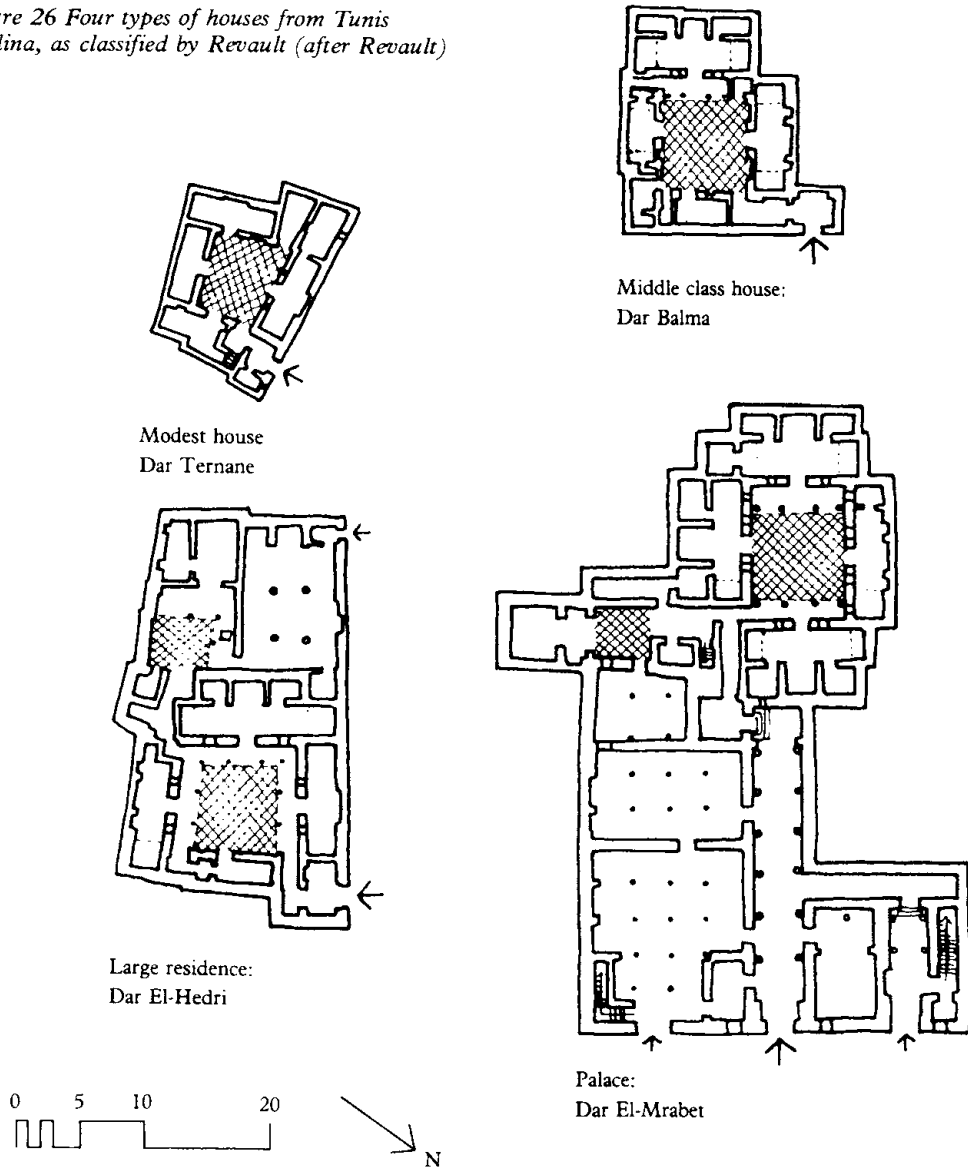 re 26 Four types of houses from Tunis
lina, as classified by Revault (after Revault)
Middle class house:
Dar Balma
Modest house
Dar Ternane
Large residence:
Dar El-Hedri
Palace:
Dar El-Mrabet
0 5 10 20
N